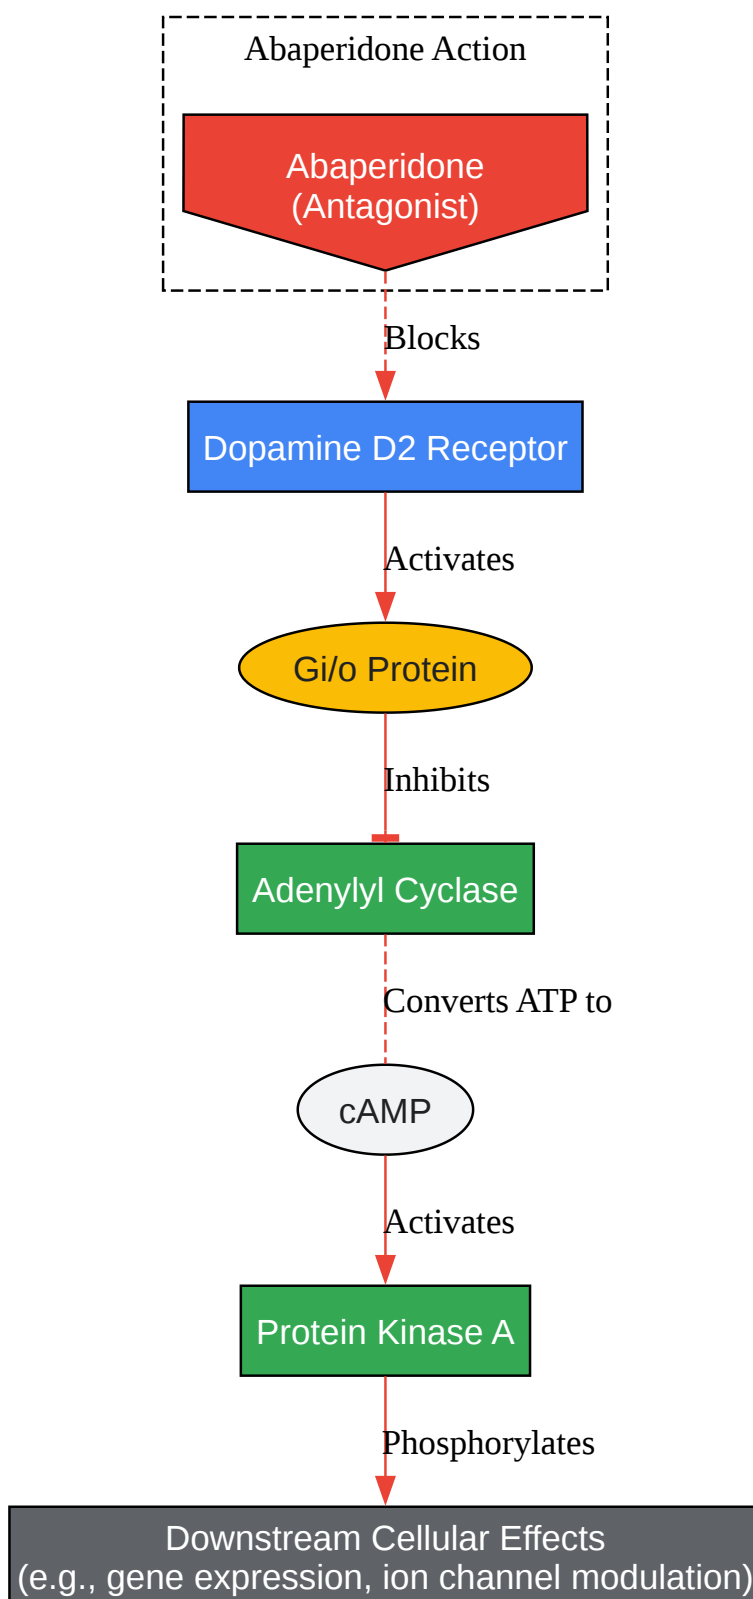 Abaperidone Action
Abaperidone
(Antagonist)
Blocks
Dopamine D2 Receptor
Activates
Gi/o Protein
Inhibits
Adenylyl Cyclase
Converts ATP to
cAMP
Activates
Protein Kinase A
Phosphorylates
Downstream Cellular Effects
(e.g., gene expression, ion channel modulation)